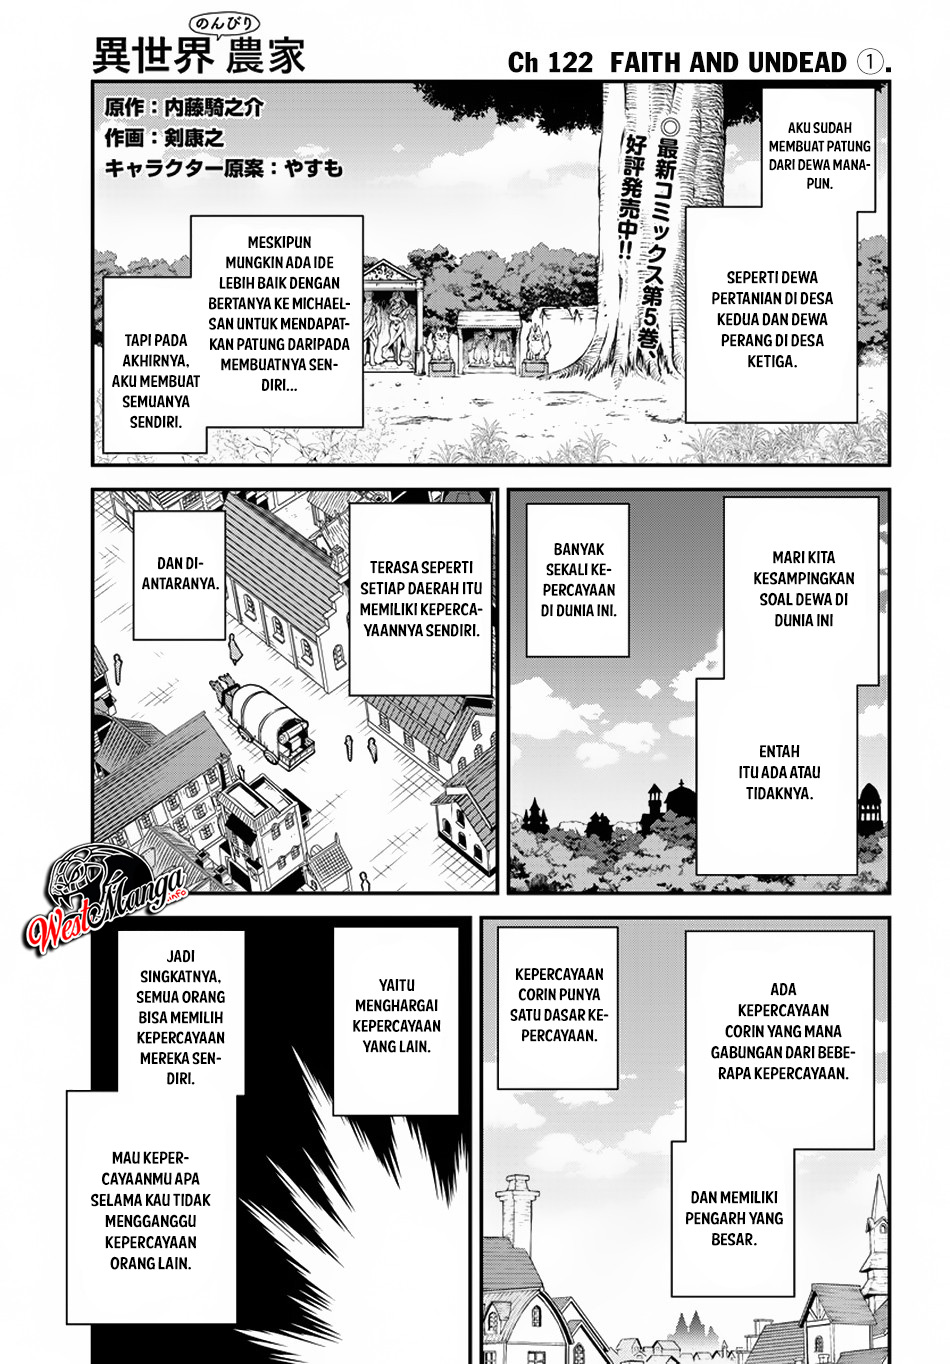 異世界のんびり農家
Ch 122 FAITH AND UNDEAD ①.
原作：内藤騎之介
作画：剣康之
キャラクター原案：やすも
◎最新コミックス第5巻、
好評発売中!!
AKU SUDAH
MEMBUAT PATUNG
DARI DEWA MANA-
PUN.
SEPERTI DEWA
PERTANIAN DI DESA
KEDUA DAN DEWA
PERANG DI DESA
KETIGA.
MESKIPUN
MUNGKIN ADA IDE
LEBIH BAIK DENGAN
BERTANYA KE MICHAEL-
SAN UNTUK MENDAPAT-
KAN PATUNG DARIPADA
MEMBUATNYA SEN-
DIRI...
TAPI PADA
AKHIRNYA,
AKU MEMBUAT
SEMUANYA
SENDIRI.
MARI KITA
KESAMPINGKAN
SOAL DEWA DI
DUNIA INI
ENTAH
ITU ADA ATAU
TIDAKNYA.
BANYAK
SEKALI KE-
PERCAYAAN
DI DUNIA INI.
TERASA SEPERTI
SETIAP DAERAH ITU
MEMILIKI KEPERCA-
YAANNYA SENDIRI.
DAN DI-
ANTARANYA.
ADA
KEPERCAYAAN
CORIN YANG MANA
GABUNGAN DARI BEBE-
RAPA KEPERCAYAAN.
DAN MEMILIKI
PENGARH YANG
BESAR.
KEPERCAYAAN
CORIN PUNYA
SATU DASAR KE-
PERCAYAAN.
YAITU
MENGHARGAI
KEPERCAYAAN
YANG LAIN.
JADI
SINGKATNYA,
SEMUA ORANG
BISA MEMILIH
KEPERCAYAAN
MEREKA SEN-
DIRI.
MAU KEPER-
CAYAANMU APA
SELAMA KAU TIDAK
MENGGANGGU
KEPERCAYAAN
ORANG LAIN.
WestManga.info